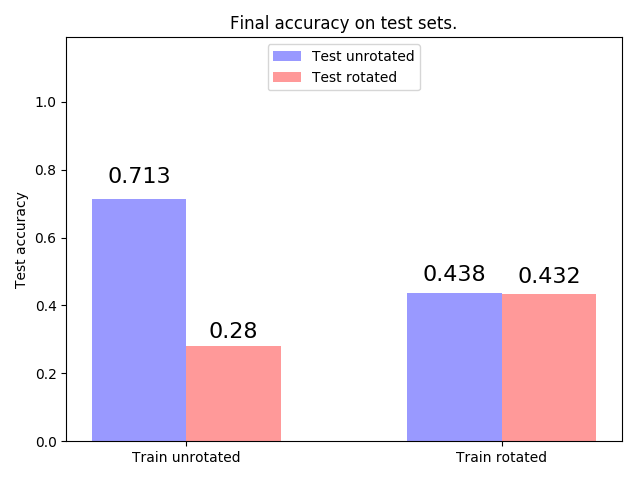 Final accuracy on test sets.
Test unrotated
Test rotated
Test accuracy
1.0
0.8
0.6
0.4
0.2
0.0
0.713
0.28
0.438
0.432
Train unrotated
Train rotated